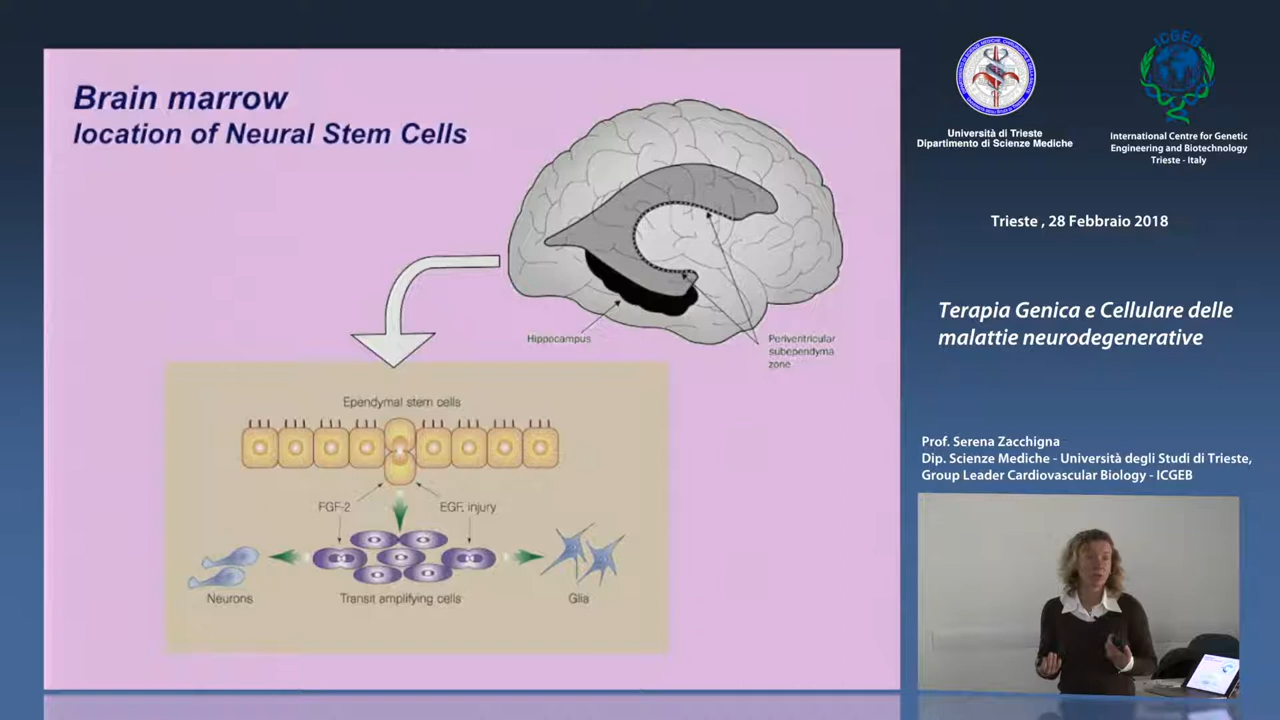 Brain marrow
location of Neural Stem Cells
Hippocampus
Periventricular
subependyma
zone
Ependymal stem cells
FGF-2
EGF, injury
Neurons
Transit amplifying cells
Glia
Università di Trieste
Dipartimento di Scienze Mediche
ICGEB
International Centre for Genetic
Engineering and Biotechnology
Trieste - Italy
Trieste , 28 Febbraio 2018
Terapia Genica e Cellulare delle
malattie neurodegenerative
Prof. Serena Zacchigna
Dip. Scienze Mediche - Università degli Studi di Trieste,
Group Leader Cardiovascular Biology - ICGEB